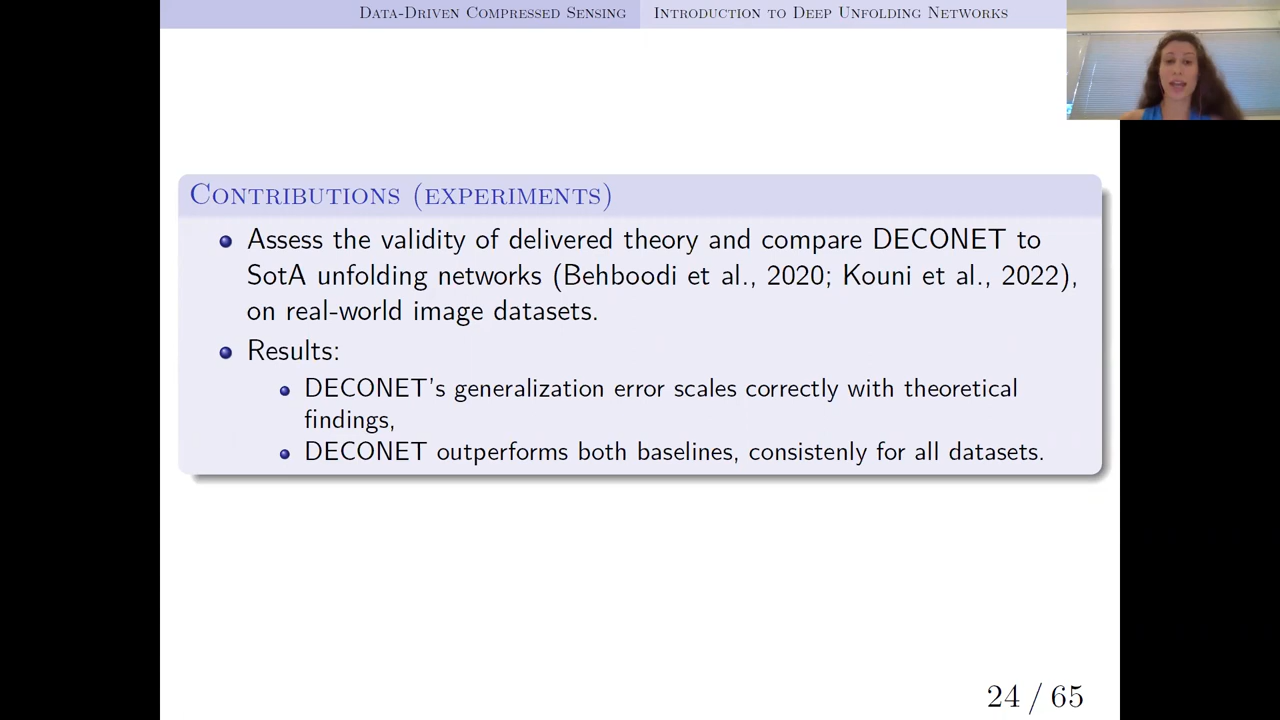 Data-Driven Compressed Sensing Introduction to Deep Unfolding Networks
Contributions (experiments)
Assess the validity of delivered theory and compare DECONET to
SotA unfolding networks (Behboodi et al., 2020; Kouni et al., 2022),
on real-world image datasets.
Results:
DECONET's generalization error scales correctly with theoretical
findings,
DECONET outperforms both baselines, consistenly for all datasets.
24 / 65